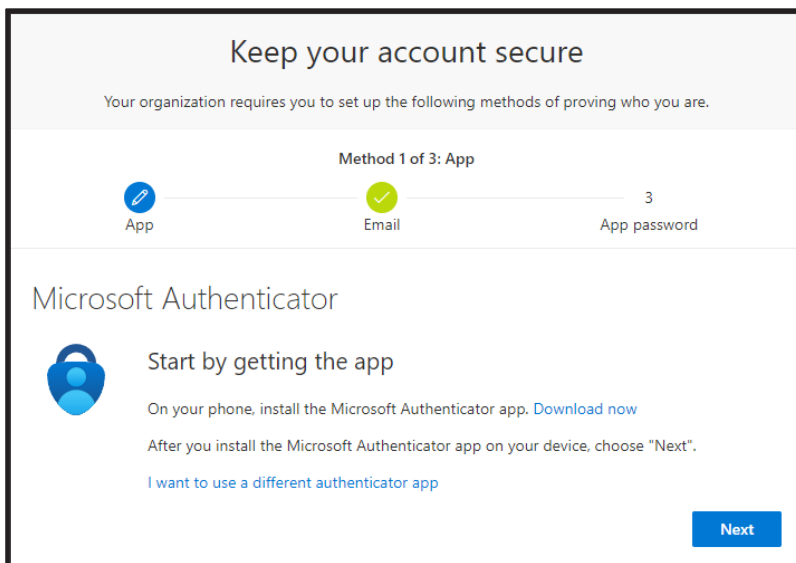 Keep your account secure
Your organization requires you to set up the following methods of proving who you are.
Method 1 of 3: App
App
Email
3
App password
Microsoft Authenticator
Start by getting the app
On your phone, install the Microsoft Authenticator app. Download now
After you install the Microsoft Authenticator app on your device, choose "Next".
I want to use a different authenticator app
Next